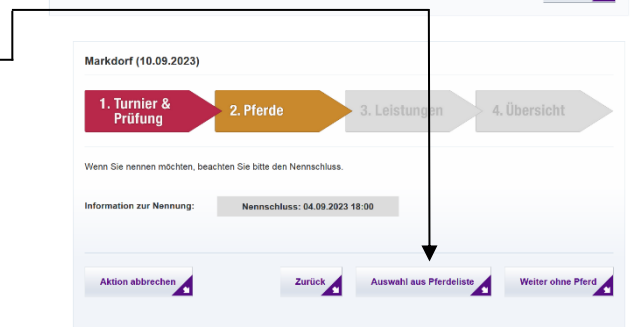 Markdorf (10.09.2023)
1. Turnier &
Prüfung
2. Pferde
3. Leistungen
4. Übersicht
Wenn Sie nennen möchten, beachten Sie bitte den Nennschluss.
Information zur Nennung:
Nennschluss: 04.09.2023 18:00
Aktion abbrechen
Zurück
Auswahl aus Pferdeliste
Weiter ohne Pferd